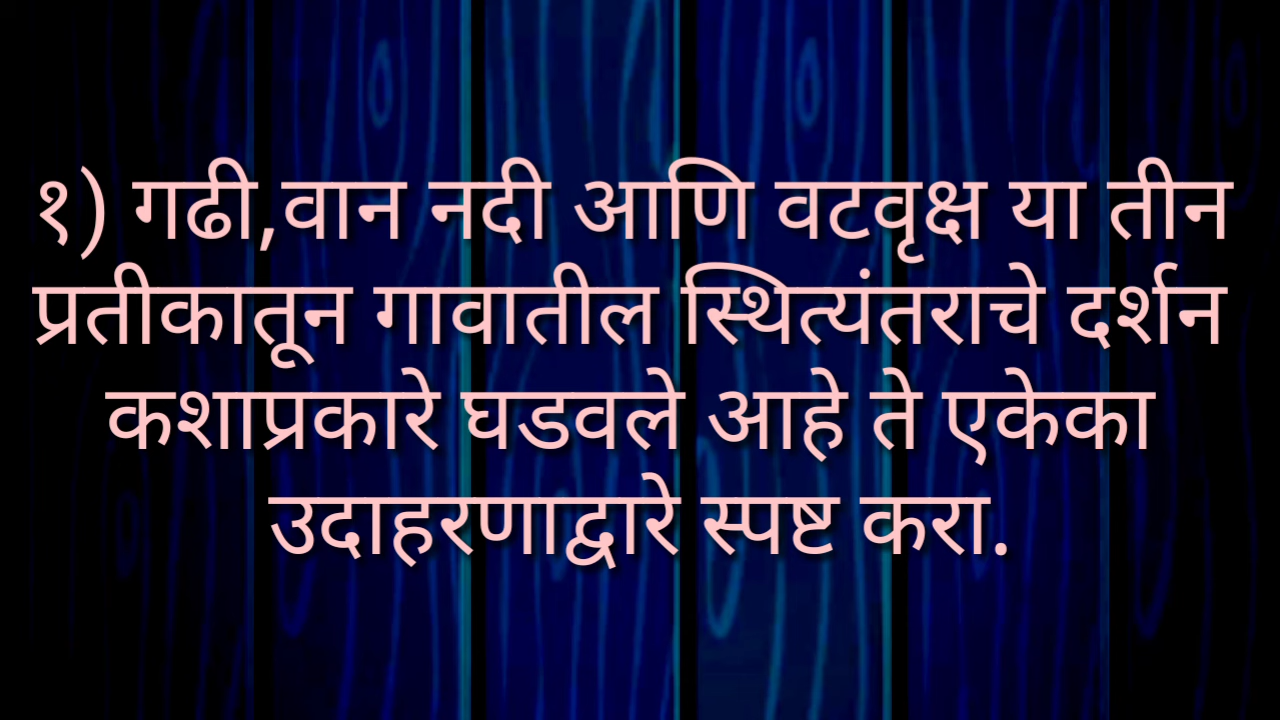 १) गढी,वान नदी आणि वटवृक्ष या तीन
प्रतीकातून गावातील स्थित्यंतराचे दर्शन
कशाप्रकारे घडवले आहे ते एकेका
उदाहरणाद्वारे स्पष्ट करा.